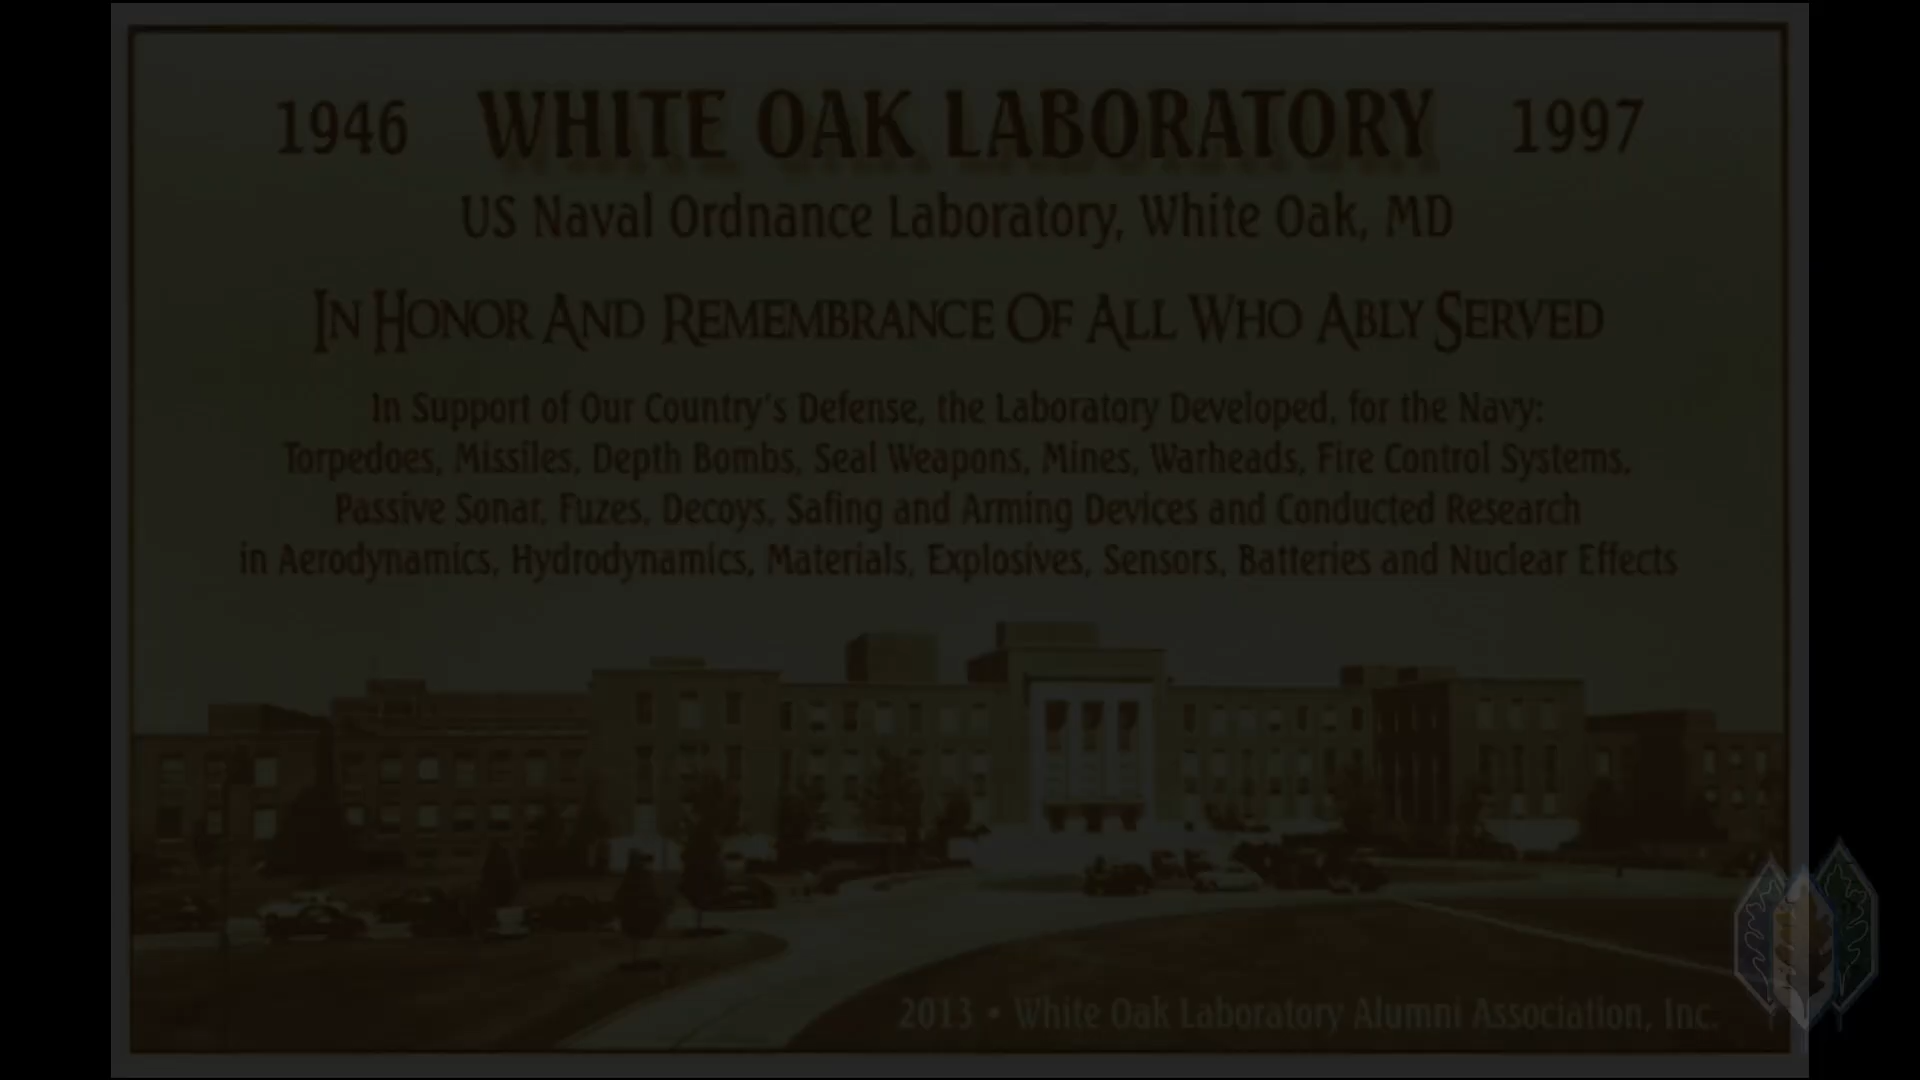 1946 WHITE OAK LABORATORY 1997
US Naval Ordnance Laboratory, White Oak, MD
IN HONOR AND REMEMBRANCE OF ALL WHO ABLY SERVED
In Support of Our Country's Defense, the Laboratory Developed, for the Navy:
Torpedoes, Missiles, Depth Bombs, Seal Weapons, Mines, Warheads, Fire Control Systems,
Passive Sonar, Fuzes, Decoys, Safing and Arming Devices and Conducted Research
in Aerodynamics, Hydrodynamics, Materials, Explosives, Sensors, Batteries and Nuclear Effects
2013 • White Oak Laboratory Alumni Association, Inc.